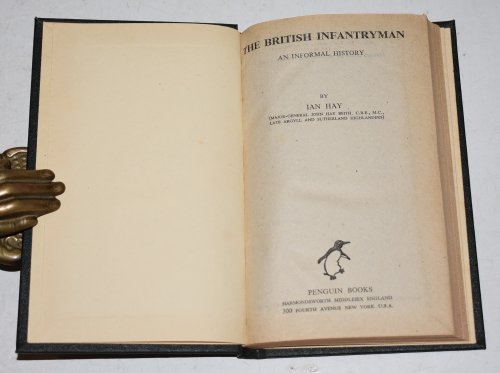 THE BRITISH INFANTRYMAN
AN INFORMAL HISTORY
BY
IAN HAY
(MAJOR-GENERAL JOHN HAY BEITH, C.B.E., M.C.,
LATE ARGYLL AND SUTHERLAND HIGHLANDERS)
PENGUIN BOOKS
HARMONDSWORTH MIDDLESEX ENGLAND
300 FOURTH AVENUE NEW YORK U.S.A.